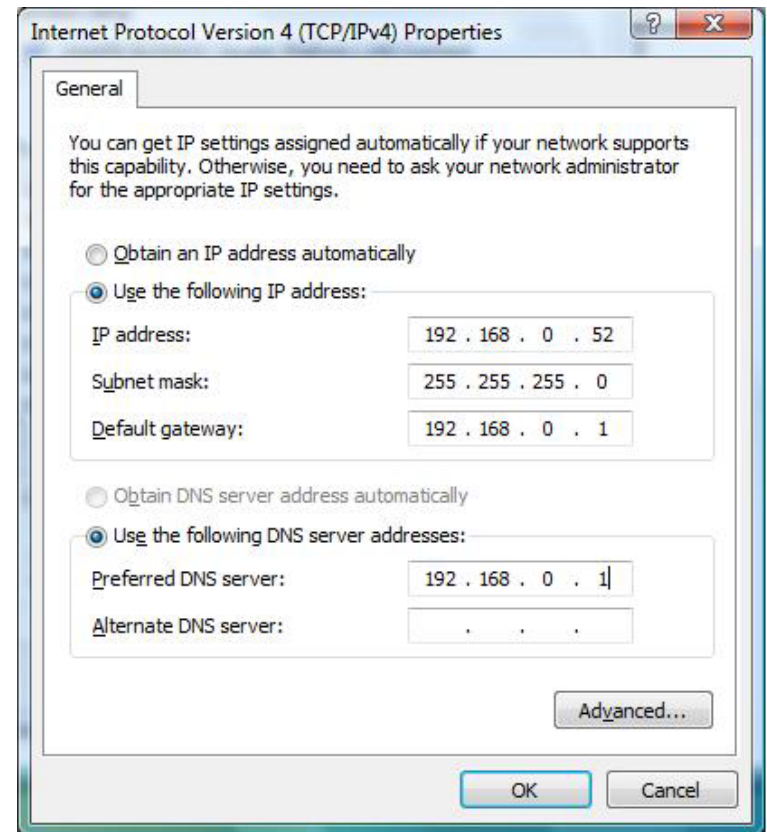 Internet Protocol Version 4 (TCP/IPv4) Properties
General
You can get IP settings assigned automatically if your network supports
this capability. Otherwise, you need to ask your network administrator
for the appropriate IP settings.
Obtain an IP address automatically
Use the following IP address:
IP address: 192 . 168 . 0 . 52
Subnet mask: 255 . 255 . 255 . 0
Default gateway: 192 . 168 . 0 . 1
Obtain DNS server address automatically
Use the following DNS server addresses:
Preferred DNS server: 192 . 168 . 0 . 1
Alternate DNS server: . . .
Advanced...
OK Cancel